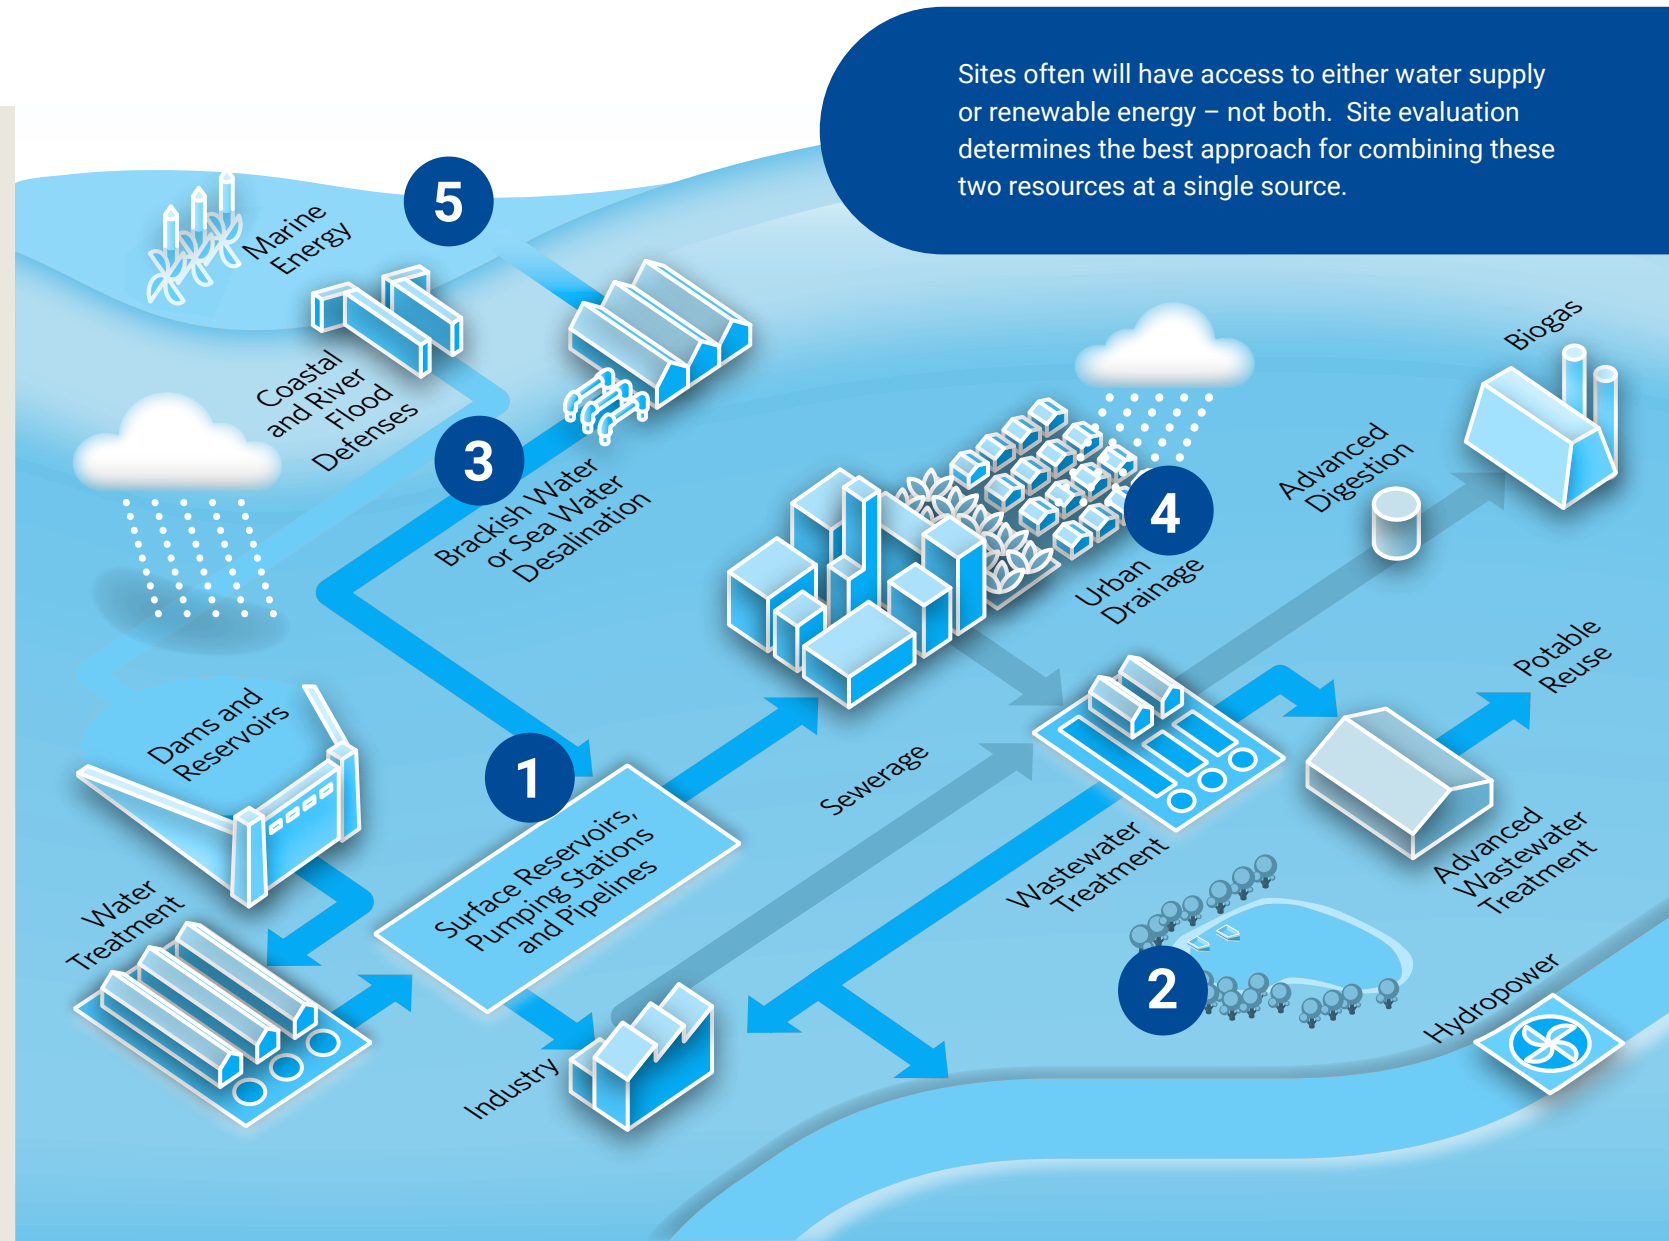 Sites often will have access to either water supply
or renewable energy – not both.  Site evaluation
determines the best approach for combining these
two resources at a single source.
5
Marine
Energy
Coastal
and River
Flood
Defenses
3
Brackish Water
or Sea Water
Desalination
Biogas
Advanced
Digestion
4
Urban
Drainage
Potable
Reuse
Dams and
Reservoirs
1
Surface Reservoirs,
Pumping Stations
and Pipelines
Sewerage
Water
Treatment
Wastewater
Treatment
Advanced
Wastewater
Treatment
2
Hydropower
Industry